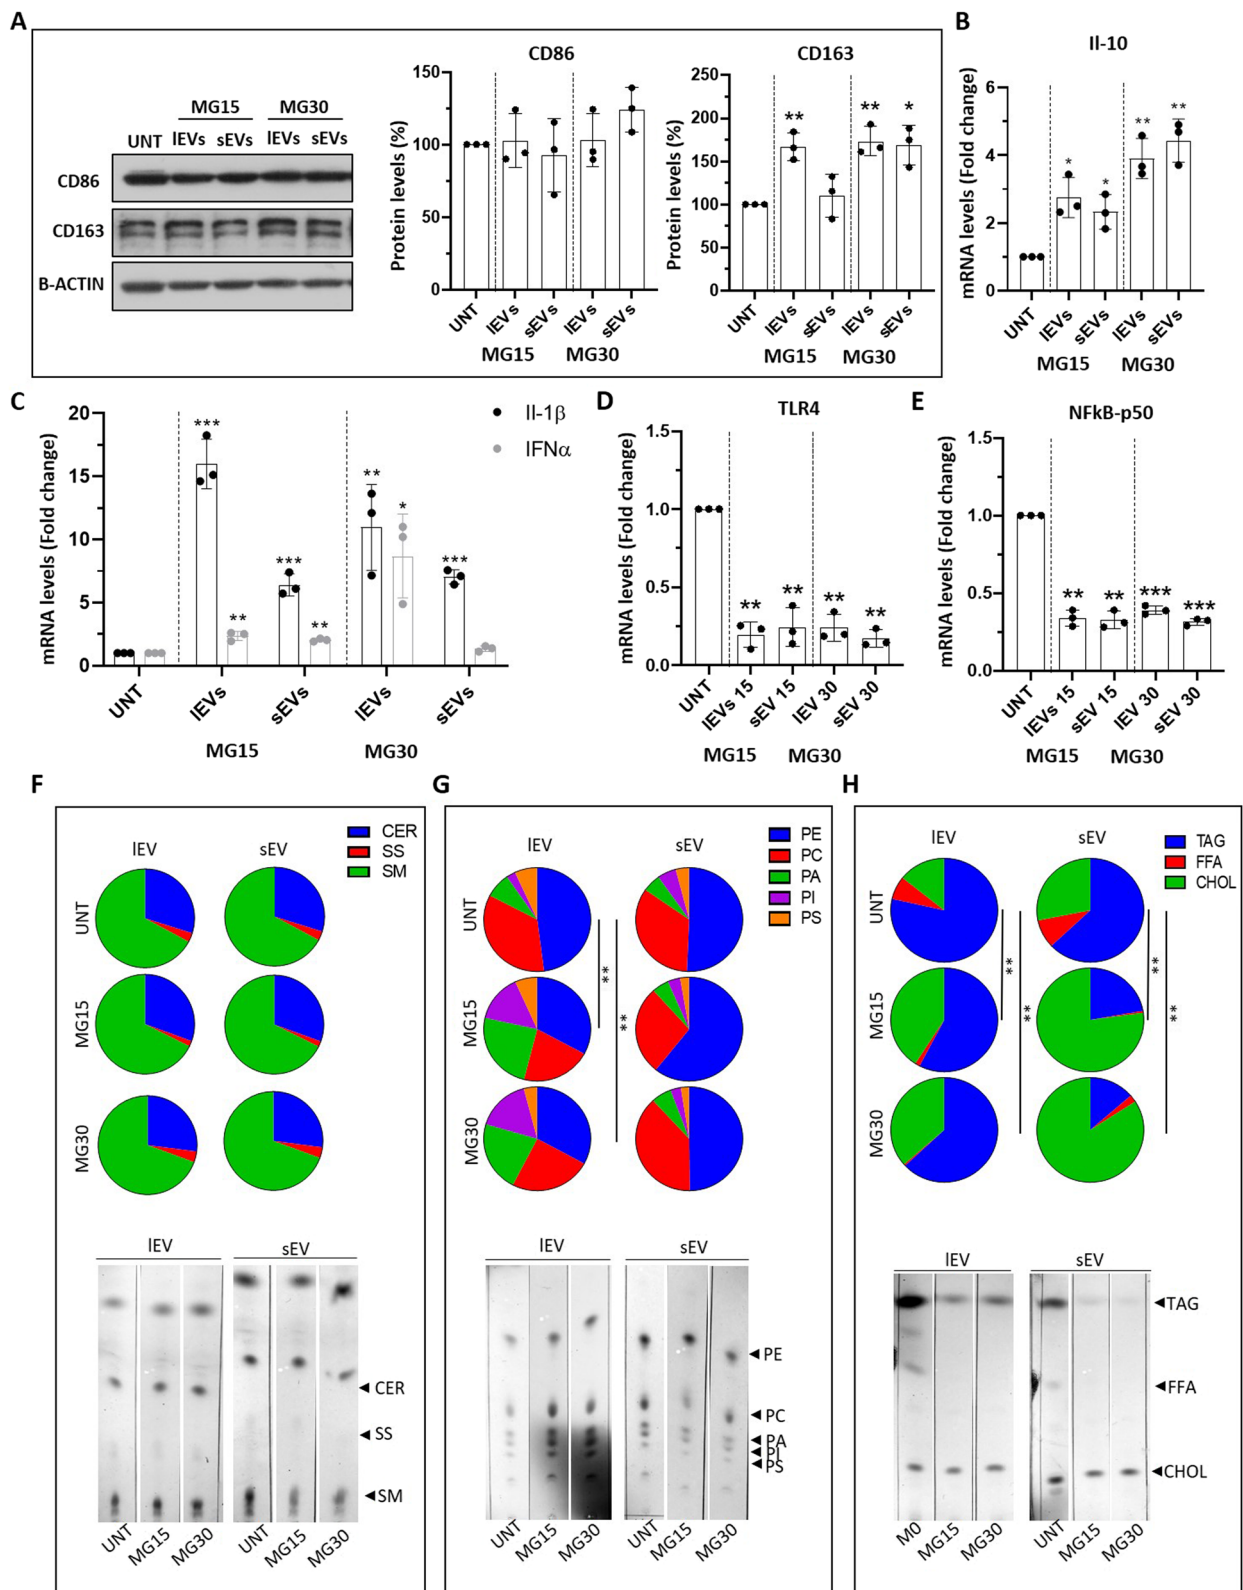 A
MG15 MG30
UNT lEVs sEVs lEVs sEVs
CD86
CD163
B-ACTIN
CD86
Protein levels (%)
150
100
50
0
UNT lEVs sEVs lEVs sEVs
MG15 MG30
CD163
Protein levels (%)
250
200
150
100
50
0
** ** *
UNT lEVs sEVs lEVs sEVs
MG15 MG30
B
Il-10
mRNA levels (Fold change)
6
4
2
0
* * ** **
UNT lEVs sEVs lEVs sEVs
MG15 MG30
C
mRNA levels (Fold change)
20
15
10
5
0
*** ** *** ** ** * ***
Il-1β
IFNα
UNT lEVs sEVs lEVs sEVs
MG15 MG30
D
TLR4
mRNA levels (Fold change)
1.5
1.0
0.5
0.0
** ** ** **
UNT lEVs 15 sEV 15 lEV 30 sEV 30
MG15 MG30
E
NFkB-p50
mRNA levels (Fold change)
1.5
1.0
0.5
0.0
** ** *** ***
UNT lEVs 15 sEV 15 lEV 30 sEV 30
MG15 MG30
F
CER
SS
SM
lEV sEV
UNT
MG15
MG30
lEV sEV
CER
SS
SM
UNT MG15 MG30 UNT MG15 MG30
G
PE
PC
PA
PI
PS
lEV sEV
UNT
MG15
MG30
**
**
lEV sEV
PE
PC
PA
PI
PS
UNT MG15 MG30 UNT MG15 MG30
H
TAG
FFA
CHOL
lEV sEV
UNT
MG15
MG30
** **
** **
lEV sEV
TAG
FFA
CHOL
M0 MG15 MG30 UNT MG15 MG30